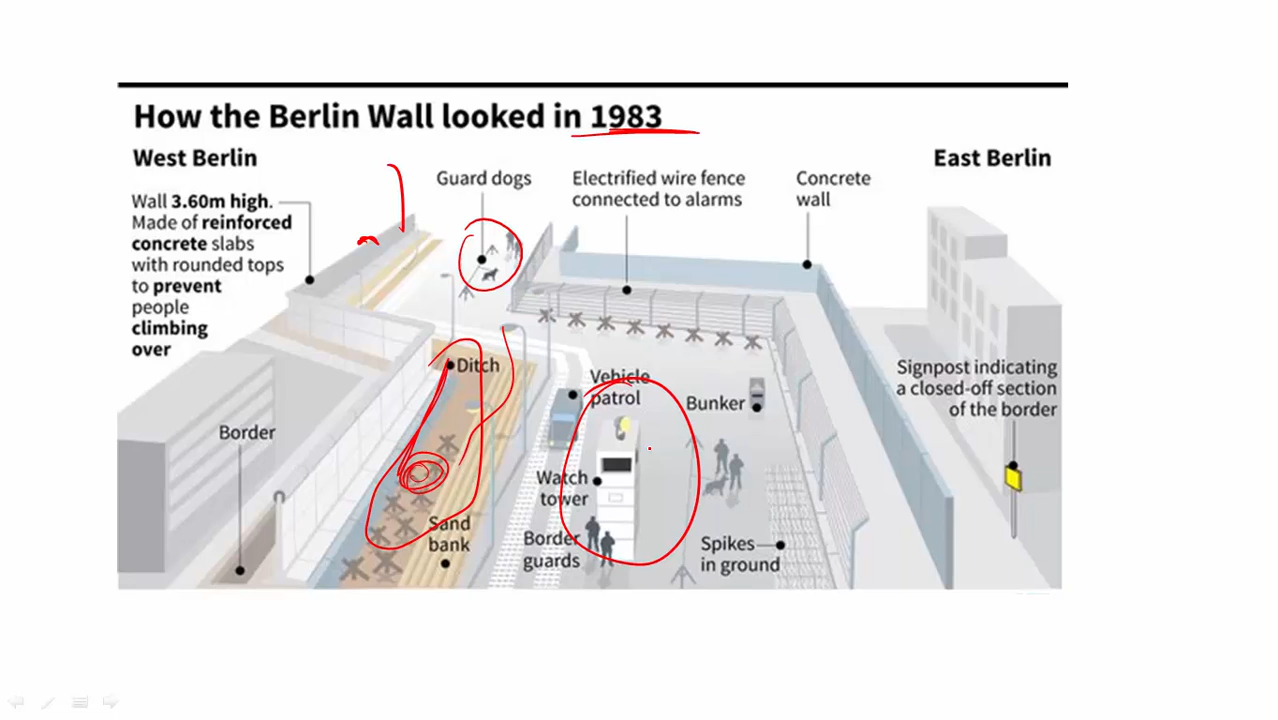 How the Berlin Wall looked in 1983
West Berlin
East Berlin
Wall 3.60m high.
Made of reinforced
concrete slabs
with rounded tops
to prevent
people
climbing
over
Guard dogs
Electrified wire fence
connected to alarms
Concrete
wall
Ditch
Vehicle
patrol
Bunker
Signpost indicating
a closed-off section
of the border
Border
Watch
tower
Sand
bank
Border
guards
Spikes
in ground